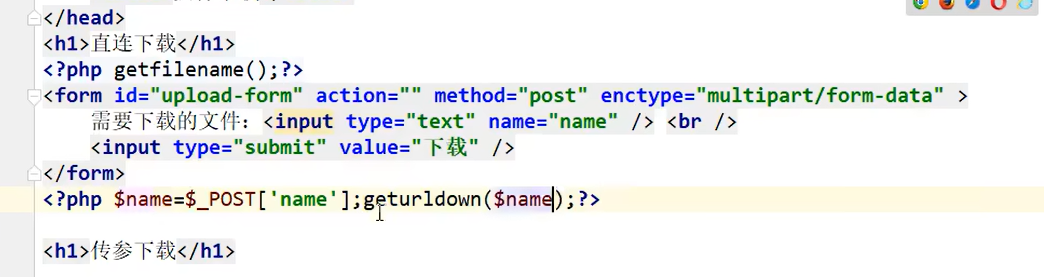 </head>
<h1>直连下载</h1>
<?php getfilename();?>
<form id="upload-form" action="" method="post" enctype="multipart/form-data" >
需要下载的文件：<input type="text" name="name" /> <br />
<input type="submit" value="下载" />
</form>
<?php $name=$_POST['name'];geturldown($name);?>
<h1>传参下载</h1>